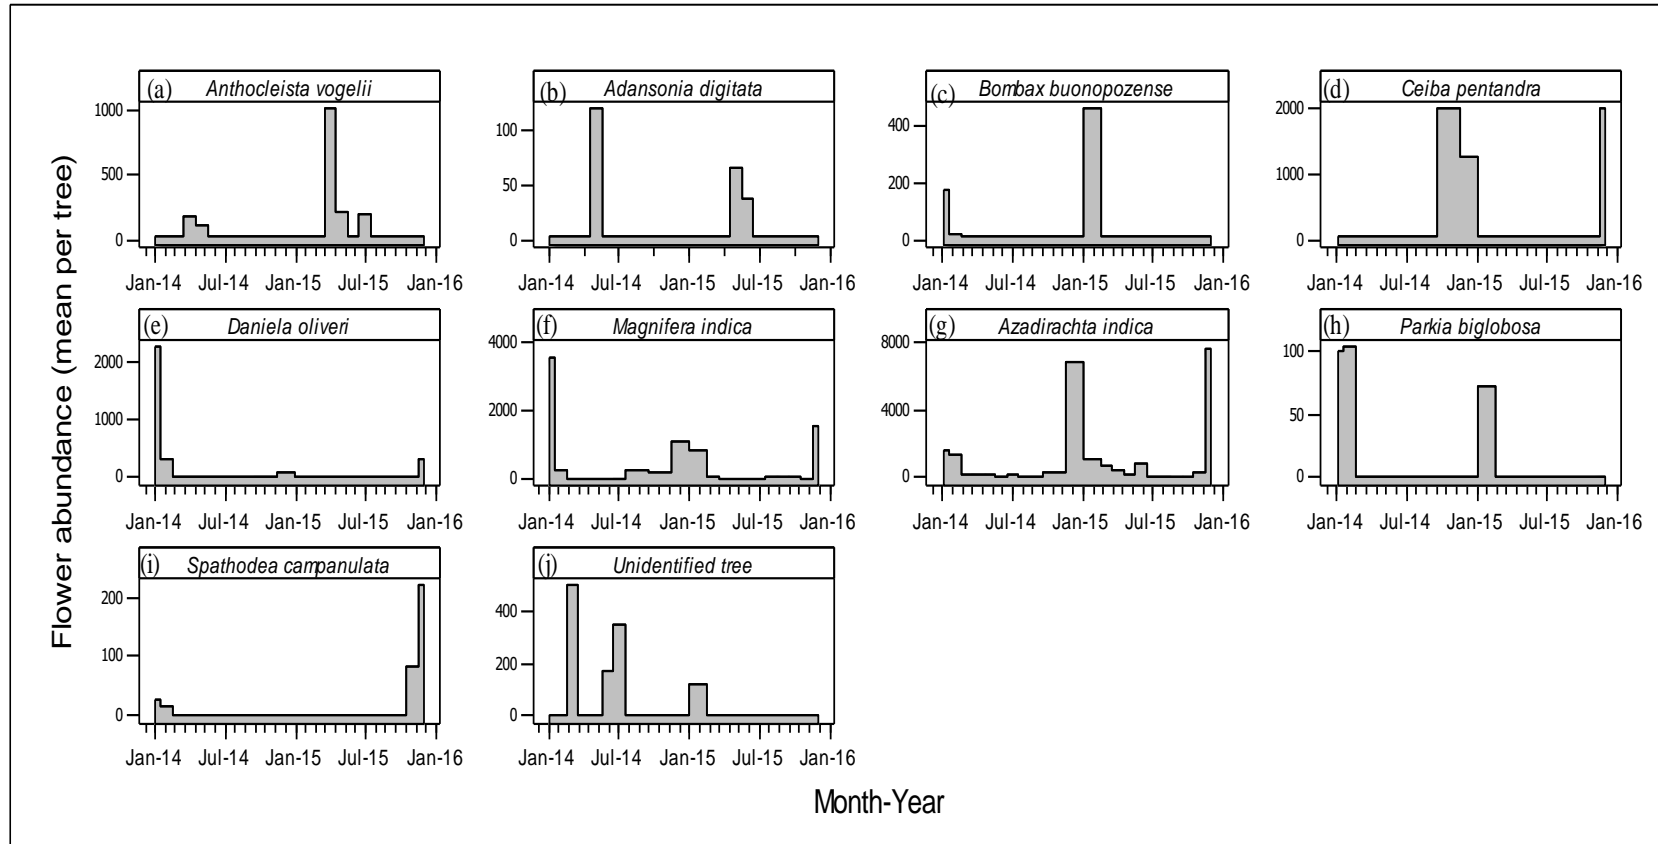 (a) Anthocleista vogelii
(b) Adansonia digitata
(c) Bombax buonopozense
(d) Ceiba pentandra
1000
500
0
100
50
0
400
200
0
2000
1000
0
Jan-14 Jul-14 Jan-15 Jul-15 Jan-16
Jan-14 Jul-14 Jan-15 Jul-15 Jan-16
Jan-14 Jul-14 Jan-15 Jul-15 Jan-16
Jan-14 Jul-14 Jan-15 Jul-15 Jan-16
(e) Daniela oliveri
(f) Magnifera indica
(g) Azadirachta indica
(h) Parkia biglobosa
2000
1000
0
4000
2000
0
8000
4000
0
100
50
0
Jan-14 Jul-14 Jan-15 Jul-15 Jan-16
Jan-14 Jul-14 Jan-15 Jul-15 Jan-16
Jan-14 Jul-14 Jan-15 Jul-15 Jan-16
Jan-14 Jul-14 Jan-15 Jul-15 Jan-16
(i) Spathodea campanulata
(j) Unidentified tree
200
100
0
400
200
0
Jan-14 Jul-14 Jan-15 Jul-15 Jan-16
Jan-14 Jul-14 Jan-15 Jul-15 Jan-16
Flower abundance (mean per tree)
Month-Year